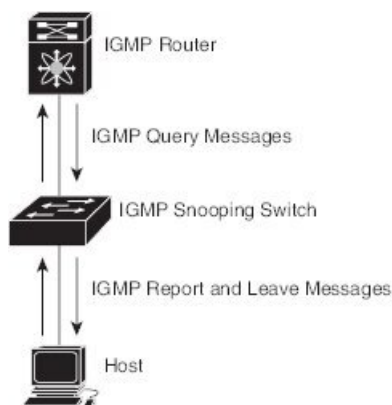 IGMP Router
IGMP Query Messages
IGMP Snooping Switch
IGMP Report and Leave Messages
Host